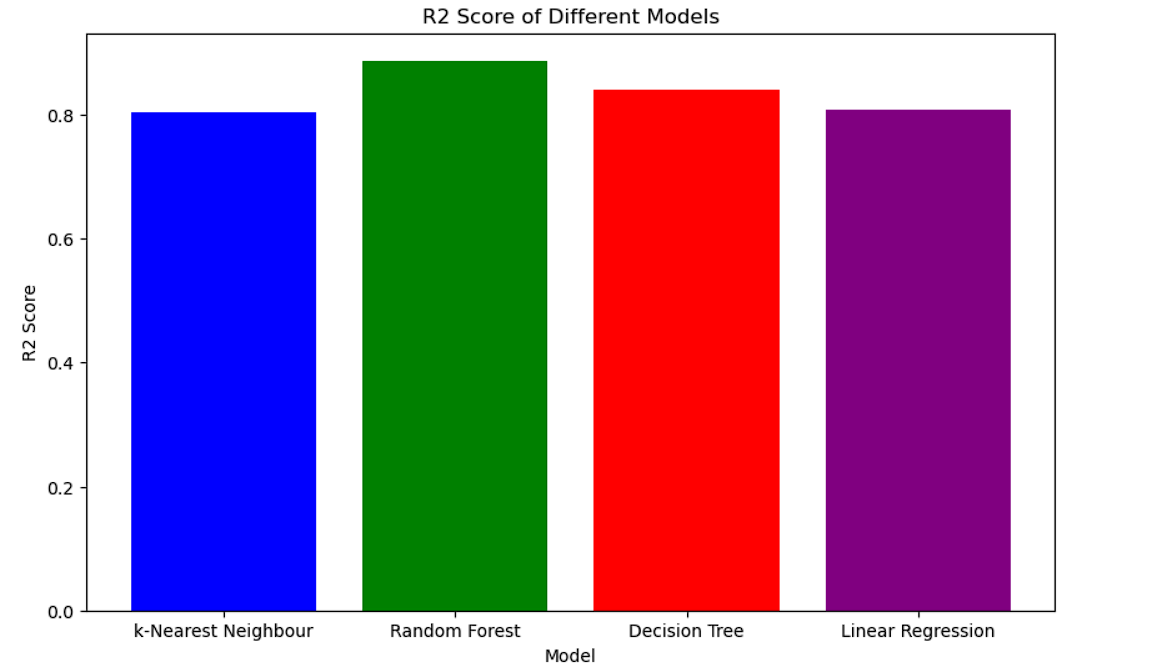 R2 Score of Different Models
R2 Score
0.8
0.6
0.4
0.2
0.0
k-Nearest Neighbour
Random Forest
Decision Tree
Linear Regression
Model